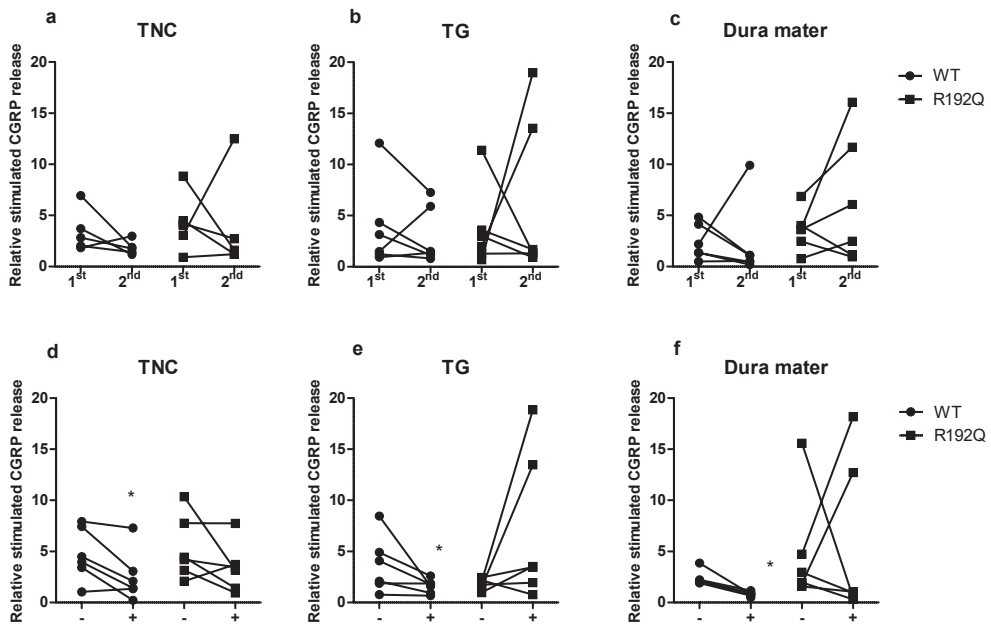 a
TNC
Relative stimulated CGRP release
20
15
10
5
0
1st 2nd 1st 2nd
b
TG
Relative stimulated CGRP release
20
15
10
5
0
1st 2nd 1st 2nd
c
Dura mater
Relative stimulated CGRP release
20
15
10
5
0
1st 2nd 1st 2nd
WT
R192Q
d
TNC
Relative stimulated CGRP release
20
15
10
5
0
*
- + - +
e
TG
Relative stimulated CGRP release
20
15
10
5
0
*
- + - +
f
Dura mater
Relative stimulated CGRP release
20
15
10
5
0
*
- + - +
WT
R192Q